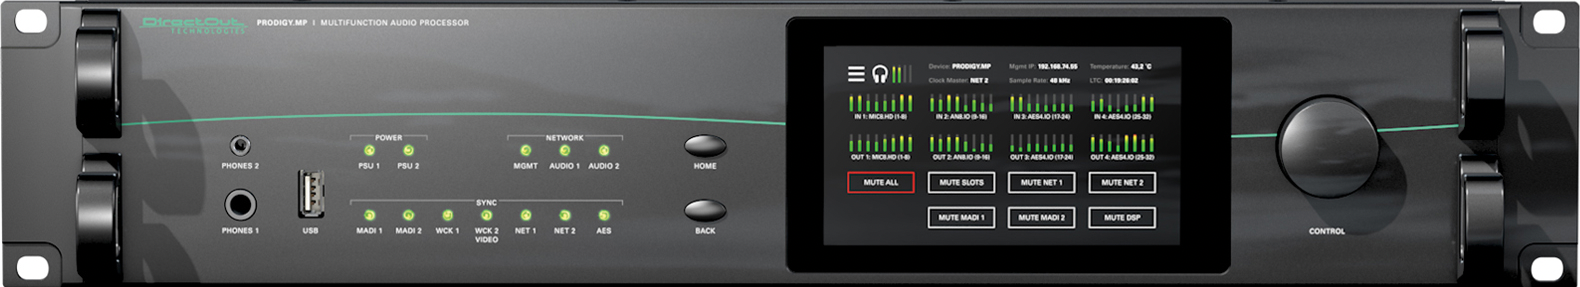 DirectOut
TECHNOLOGIES
PRODIGY.MP | MULTIFUNCTION AUDIO PROCESSOR
PHONES 2
PHONES 1
USB
POWER
PSU 1 PSU 2
NETWORK
MGMT AUDIO 1 AUDIO 2
SYNC
MADI 1 MADI 2 WCK 1 WCK 2 NET 1 NET 2 AES
VIDEO
HOME
BACK
Device: PRODIGY.MP Mgmt IP: 192.168.74.55 Temperature: 43,2 °C
Clock Master: NET 2 Sample Rate: 48 kHz LTC: 00:19:26:02
IN 1: MIC8.HD (1-8) IN 2: AN8.IO (9-16) IN 3: AES4.IO (17-24) IN 4: AES4.IO (25-32)
OUT 1: MIC8.HD (1-8) OUT 2: AN8.IO (9-16) OUT 3: AES4.IO (17-24) OUT 4: AES4.IO (25-32)
MUTE ALL MUTE SLOTS MUTE NET 1 MUTE NET 2
MUTE MADI 1 MUTE MADI 2 MUTE DSP
CONTROL